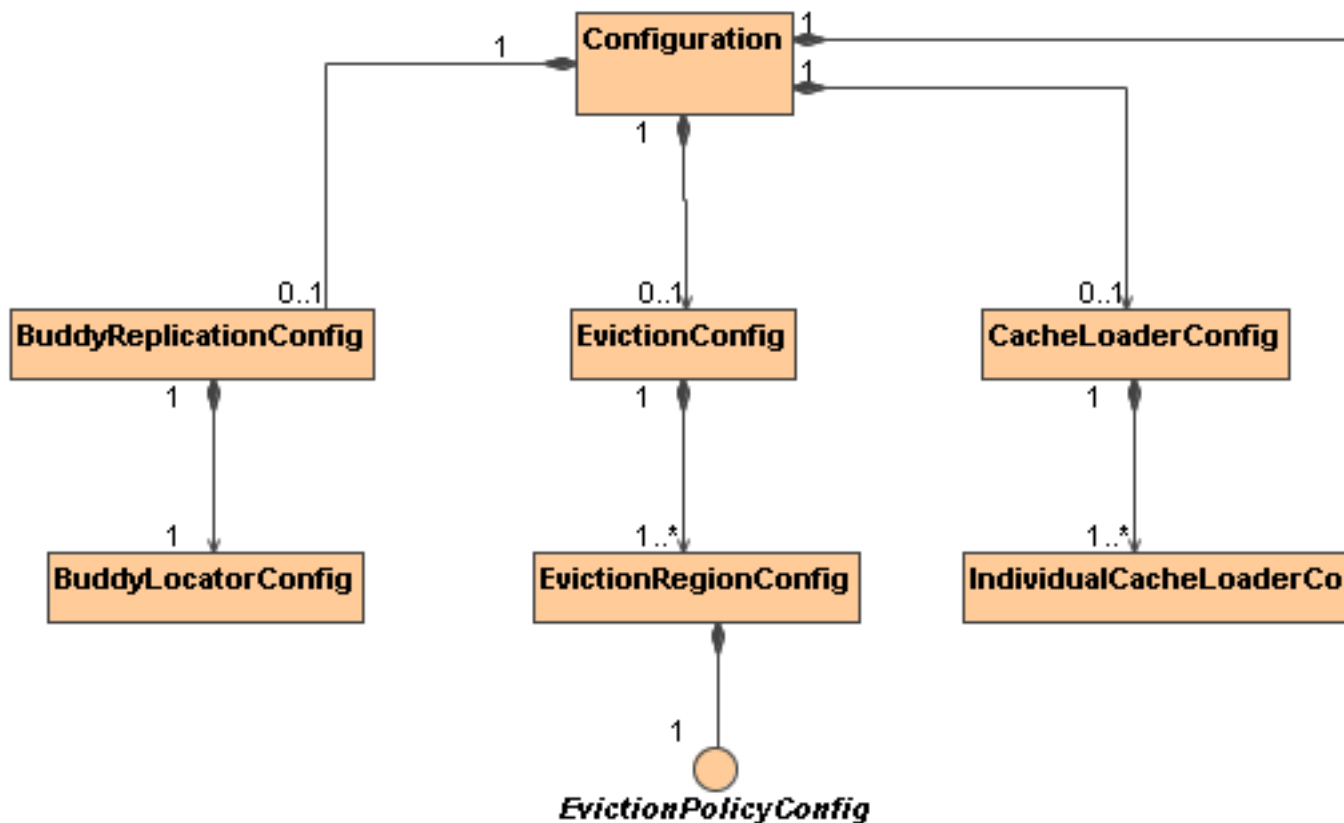 Configuration
1
1
1
1
0..1
0..1
0..1
BuddyReplicationConfig
EvictionConfig
CacheLoaderConfig
1
1
1
1
1..*
1..*
BuddyLocatorConfig
EvictionRegionConfig
IndividualCacheLoaderCo
1
EvictionPolicyConfig